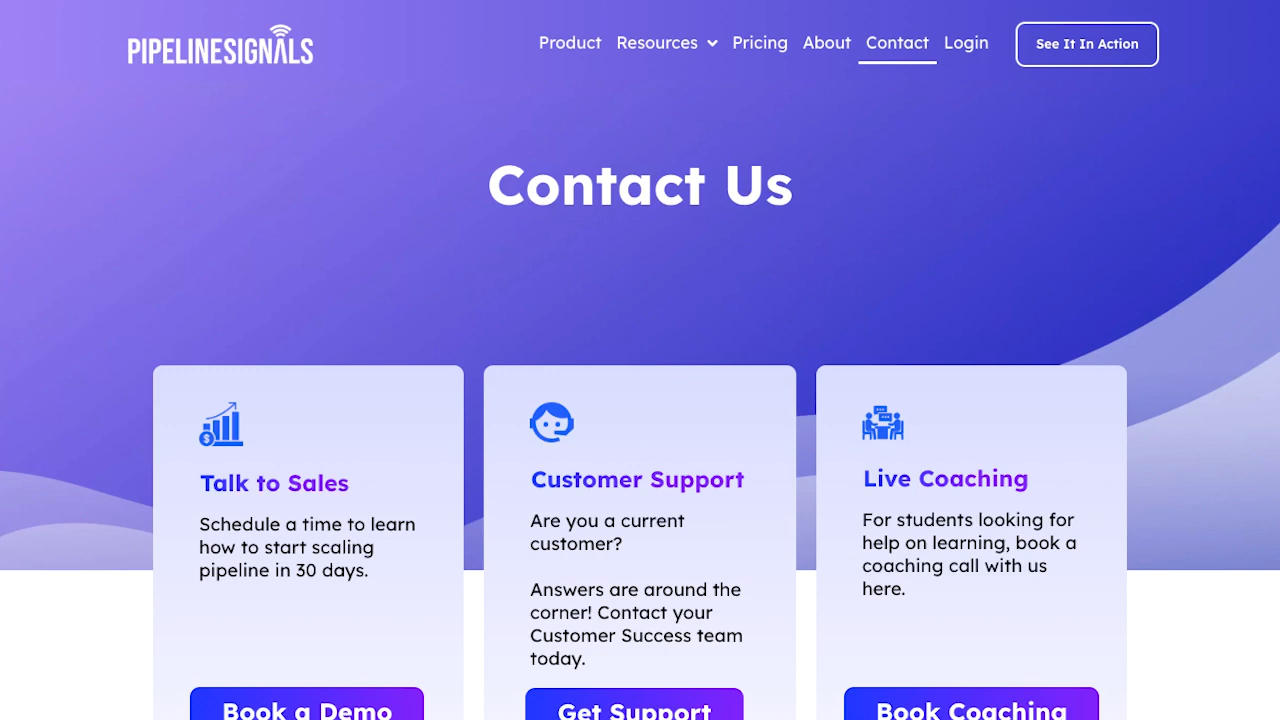 PIPELINESIGNALS
Product Resources Pricing About Contact Login See It In Action
Contact Us
Talk to Sales
Schedule a time to learn
how to start scaling
pipeline in 30 days.
Book a Demo
Customer Support
Are you a current
customer?
Answers are around the
corner! Contact your
Customer Success team
today.
Get Support
Live Coaching
For students looking for
help on learning, book a
coaching call with us
here.
Book Coaching